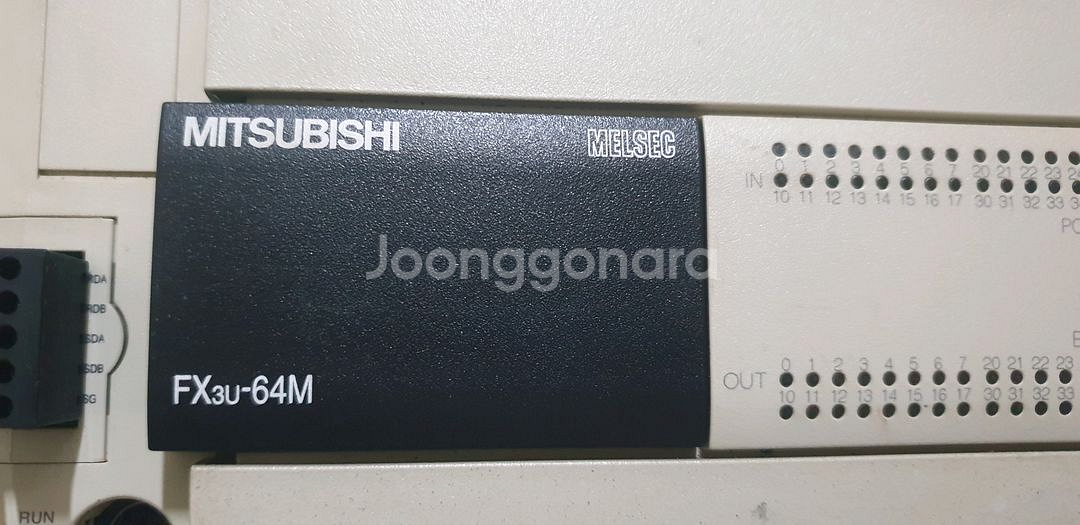 MITSUBISHI
MELSEC
Joonggonara
FX3U-64M
IN
0 1 2 3 4 5 6 7 20 21 22 23 24
10 11 12 13 14 15 16 17 30 31 32 33
OUT
0 1 2 3 4 5 6 7 20 21 22 23
10 11 12 13 14 15 16 17 30 31 32 33
RDA
RDB
SDA
SDB
SG
RUN